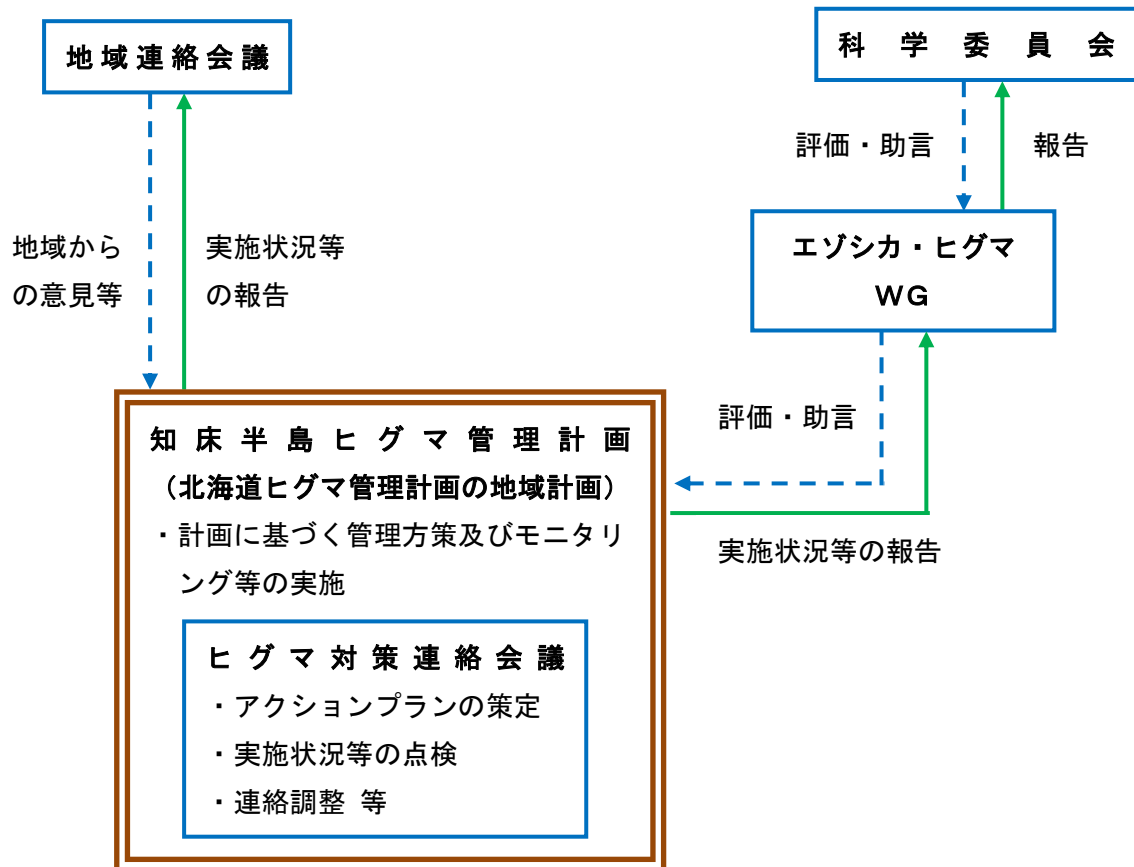 地域連絡会議
科学委員会
評価・助言
報告
地域から
の意見等
実施状況等
の報告
エゾシカ・ヒグマ
ＷＧ
評価・助言
実施状況等の報告
知床半島ヒグマ管理計画
（北海道ヒグマ管理計画の地域計画）
・計画に基づく管理方策及びモニタリ
ング等の実施
ヒグマ対策連絡会議
・アクションプランの策定
・実施状況等の点検
・連絡調整 等